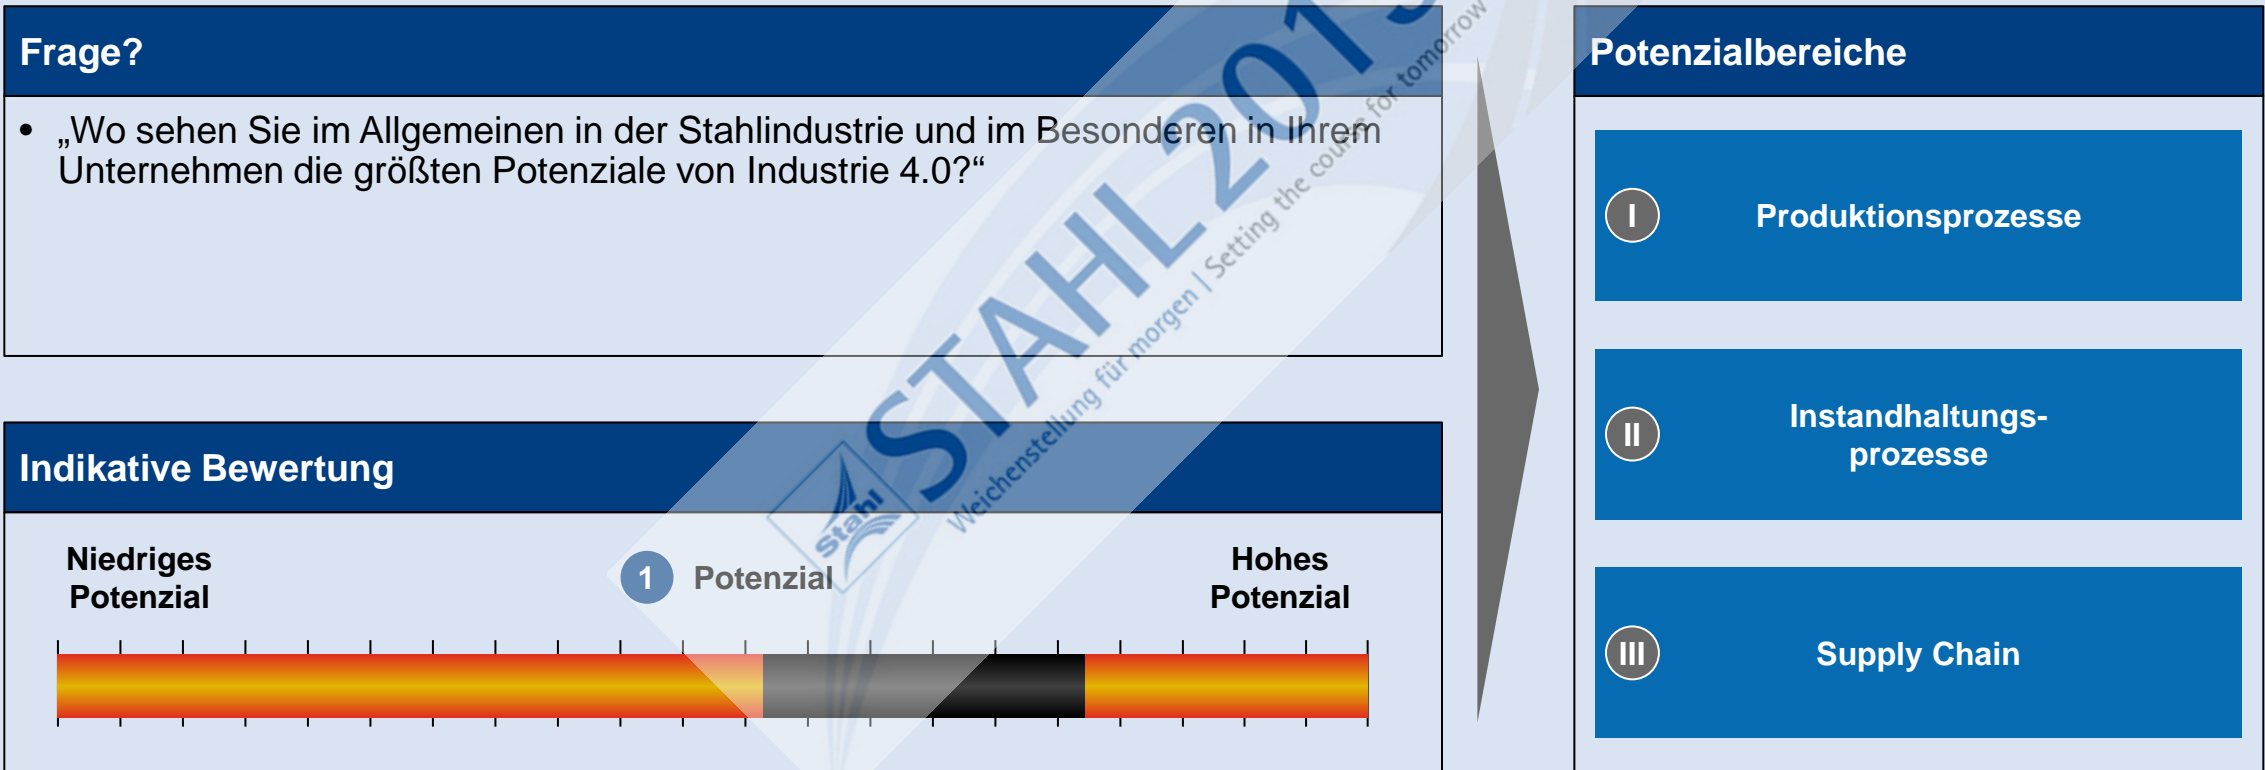 Frage?
• „Wo sehen Sie im Allgemeinen in der Stahlindustrie und im Besonderen in Ihrem
Unternehmen die größten Potenziale von Industrie 4.0?“
Indikative Bewertung
Niedriges
Potenzial
1 Potenzial
Hohes
Potenzial
Potenzialbereiche
I Produktionsprozesse
II Instandhaltungs-
prozesse
III Supply Chain
Stahl
STAHL 2015
Weichenstellung für morgen | Setting the course for tomorrow